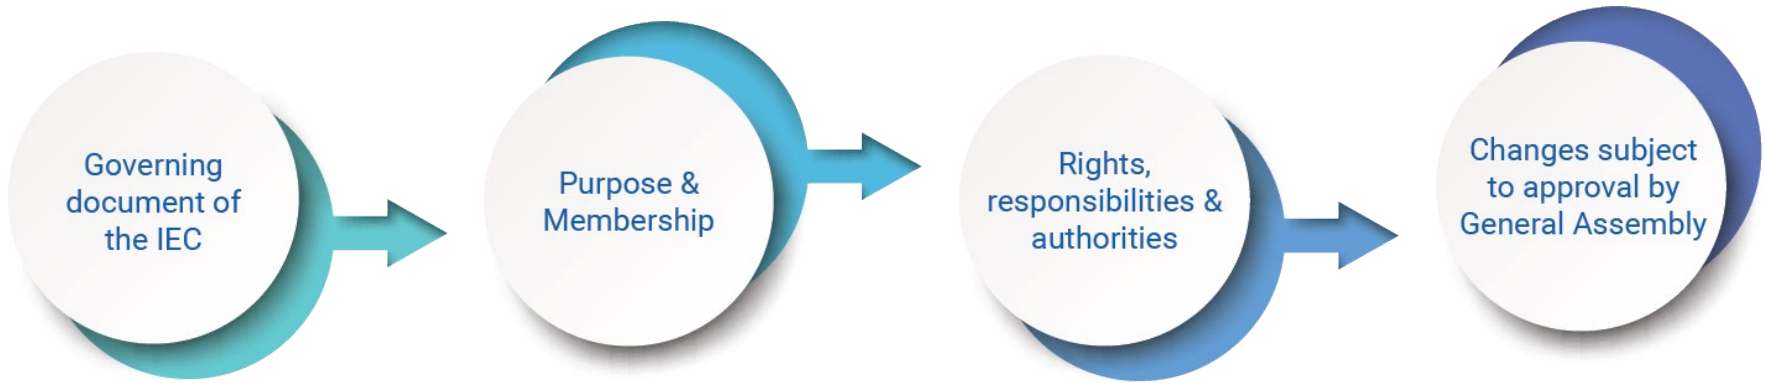 Governing
document of
the IEC
Purpose &
Membership
Rights,
responsibilities &
authorities
Changes subject
to approval by
General Assembly